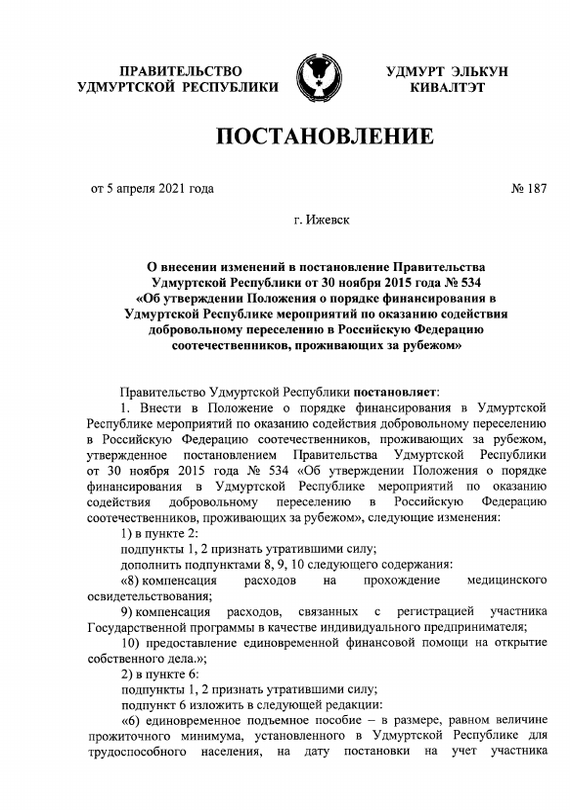 ПРАВИТЕЛЬСТВО
УДМУРТСКОЙ РЕСПУБЛИКИ
УДМУРТ ЭЛЬКУН
КИВАЛТЭТ
ПОСТАНОВЛЕНИЕ
от 5 апреля 2021 года
№ 187
г. Ижевск
О внесении изменений в постановление Правительства
Удмуртской Республики от 30 ноября 2015 года № 534
«Об утверждении Положения о порядке финансирования в
Удмуртской Республике мероприятий по оказанию содействия
добровольному переселению в Российскую Федерацию
соотечественников, проживающих за рубежом»
Правительство Удмуртской Республики постановляет:
1. Внести в Положение о порядке финансирования в Удмуртской
Республике мероприятий по оказанию содействия добровольному переселению
в Российскую Федерацию соотечественников, проживающих за рубежом,
утвержденное постановлением Правительства Удмуртской Республики
от 30 ноября 2015 года № 534 «Об утверждении Положения о порядке
финансирования в Удмуртской Республике мероприятий по оказанию
содействия добровольному переселению в Российскую Федерацию
соотечественников, проживающих за рубежом», следующие изменения:
1) в пункте 2:
подпункты 1, 2 признать утратившими силу;
дополнить подпунктами 8, 9, 10 следующего содержания:
«8) компенсация расходов на прохождение медицинского
освидетельствования;
9) компенсация расходов, связанных с регистрацией участника
Государственной программы в качестве индивидуального предпринимателя;
10) предоставление единовременной финансовой помощи на открытие
собственного дела.»;
2) в пункте 6:
подпункты 1, 2 признать утратившими силу;
подпункт 6 изложить в следующей редакции:
«6) единовременное подъемное пособие – в размере, равном величине
прожиточного минимума, установленного в Удмуртской Республике для
трудоспособного населения, на дату постановки на учет участника